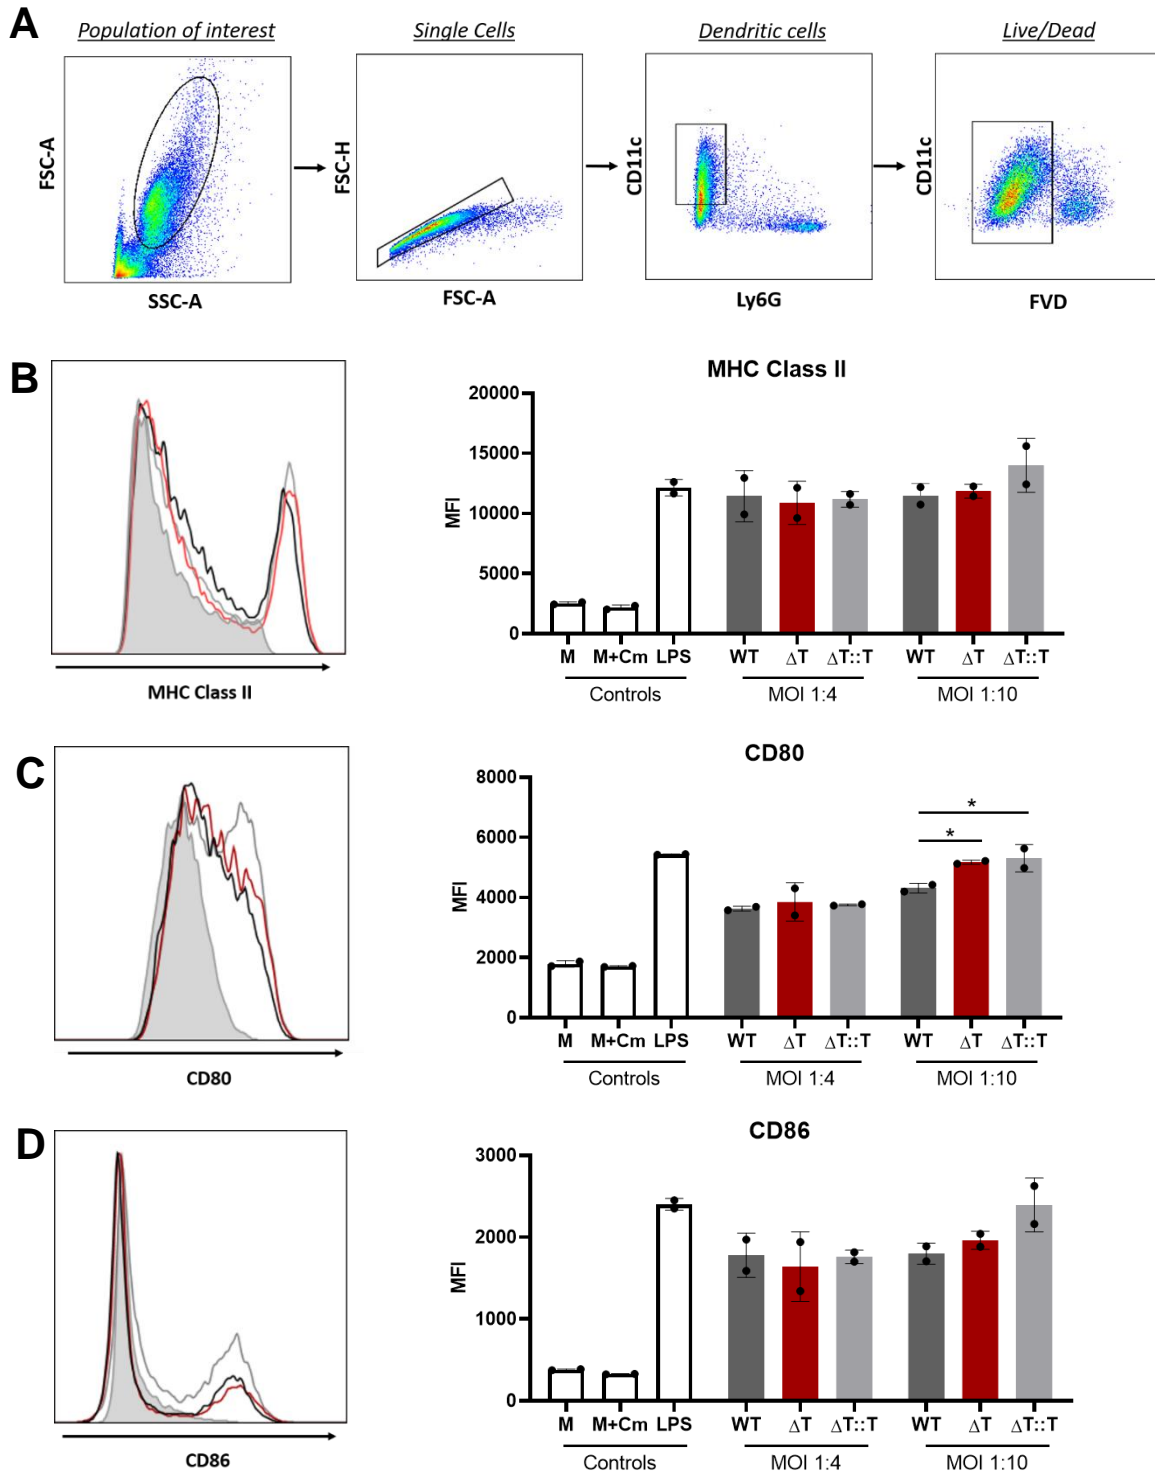 A
Population of interest
Single Cells
Dendritic cells
Live/Dead
FSC-A
SSC-A
FSC-H
FSC-A
CD11c
Ly6G
CD11c
FVD
B
MHC Class II
MHC Class II
20000
15000
10000
5000
0
MFI
M M+Cm LPS WT ΔT ΔT::T WT ΔT ΔT::T
Controls MOI 1:4 MOI 1:10
C
CD80
CD80
8000
6000
4000
2000
0
MFI
*
*
M M+Cm LPS WT ΔT ΔT::T WT ΔT ΔT::T
Controls MOI 1:4 MOI 1:10
D
CD86
CD86
3000
2000
1000
0
MFI
M M+Cm LPS WT ΔT ΔT::T WT ΔT ΔT::T
Controls MOI 1:4 MOI 1:10